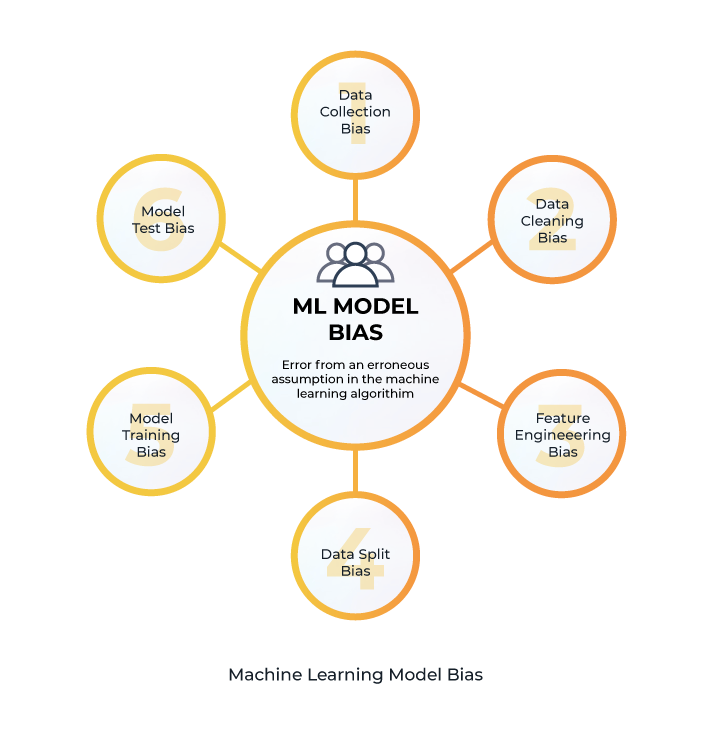 1
Data
Collection
Bias
2
Data
Cleaning
Bias
3
Feature
Engineeering
Bias
4
Data Split
Bias
5
Model
Training
Bias
6
Model
Test Bias
ML MODEL
BIAS
Error from an erroneous
assumption in the machine
learning algorithim
Machine Learning Model Bias